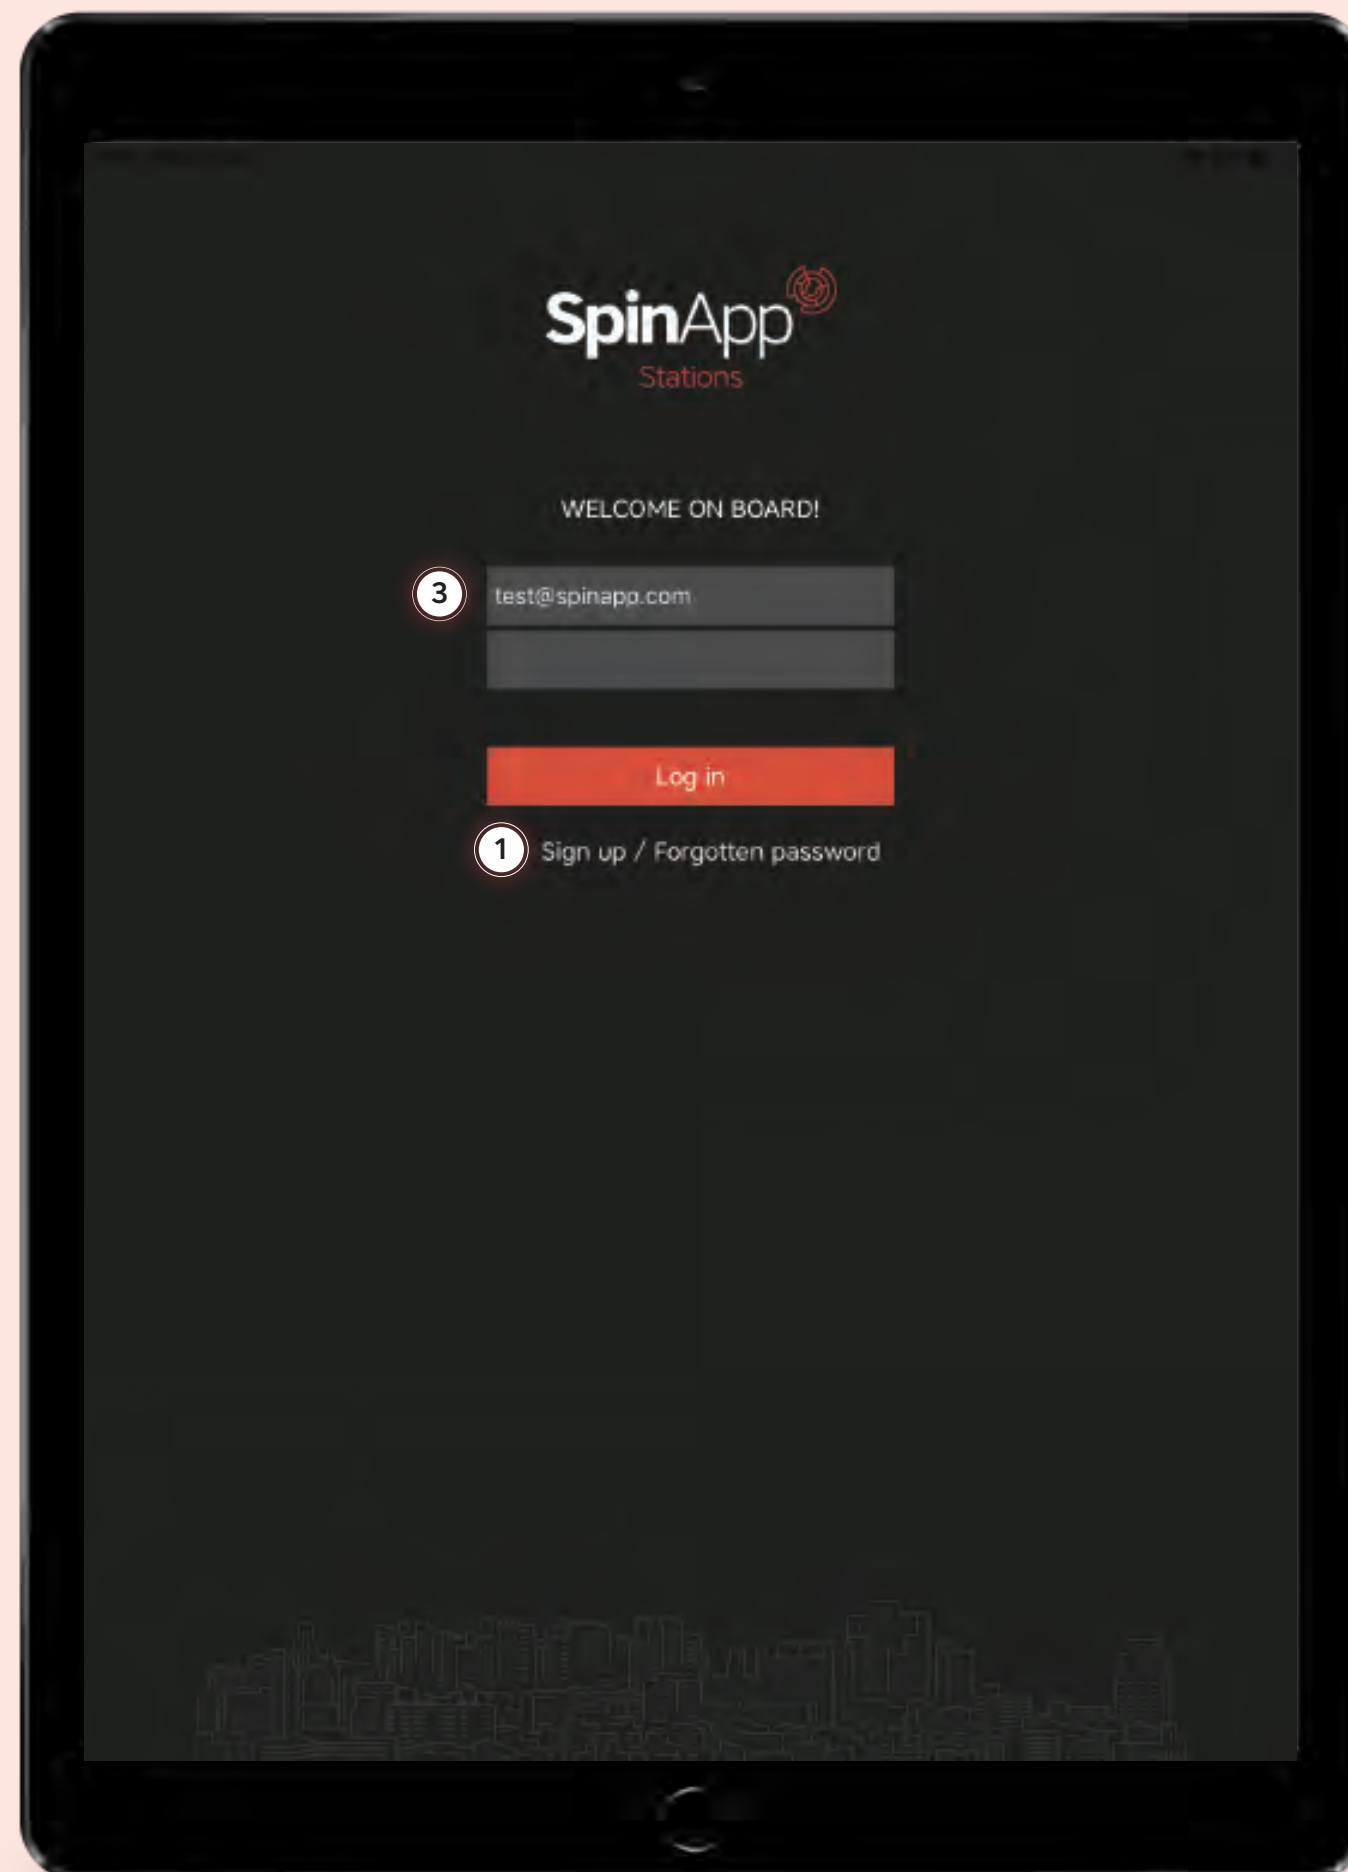 SpinApp
Stations
WELCOME ON BOARD!
3
test@spinapp.com
Log in
1
Sign up / Forgotten password